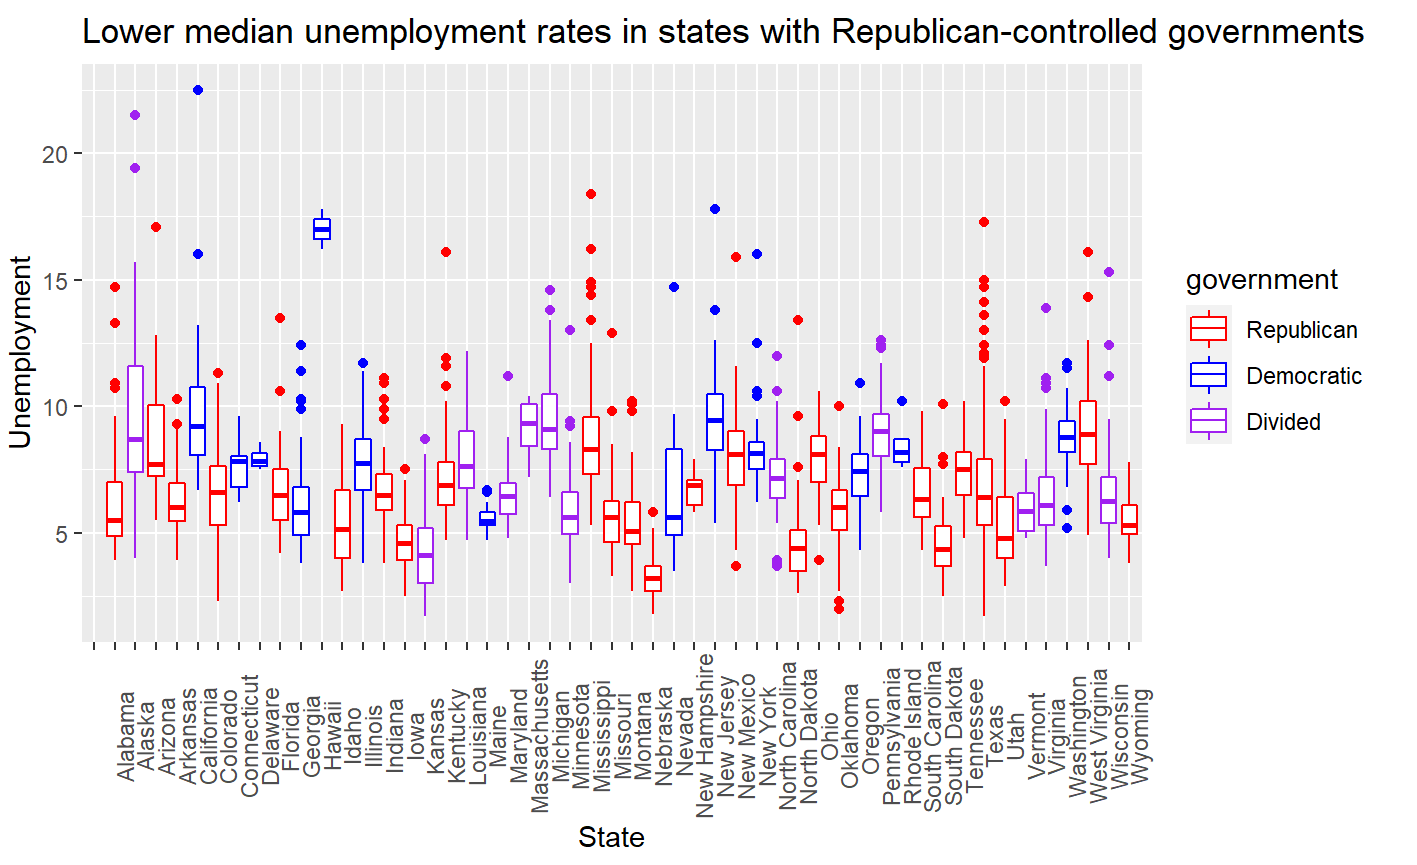 Lower median unemployment rates in states with Republican-controlled governments
Unemployment
20
15
10
5
government
Republican
Democratic
Divided
Alabama
Alaska
Arizona
Arkansas
California
Colorado
Connecticut
Delaware
Florida
Georgia
Hawaii
Idaho
Illinois
Indiana
Iowa
Kansas
Kentucky
Louisiana
Maine
Maryland
Massachusetts
Michigan
Minnesota
Mississippi
Missouri
Montana
Nebraska
Nevada
New Hampshire
New Jersey
New Mexico
New York
North Carolina
North Dakota
Ohio
Oklahoma
Oregon
Pennsylvania
Rhode Island
South Carolina
South Dakota
Tennessee
Texas
Utah
Vermont
Virginia
Washington
West Virginia
Wisconsin
Wyoming
State